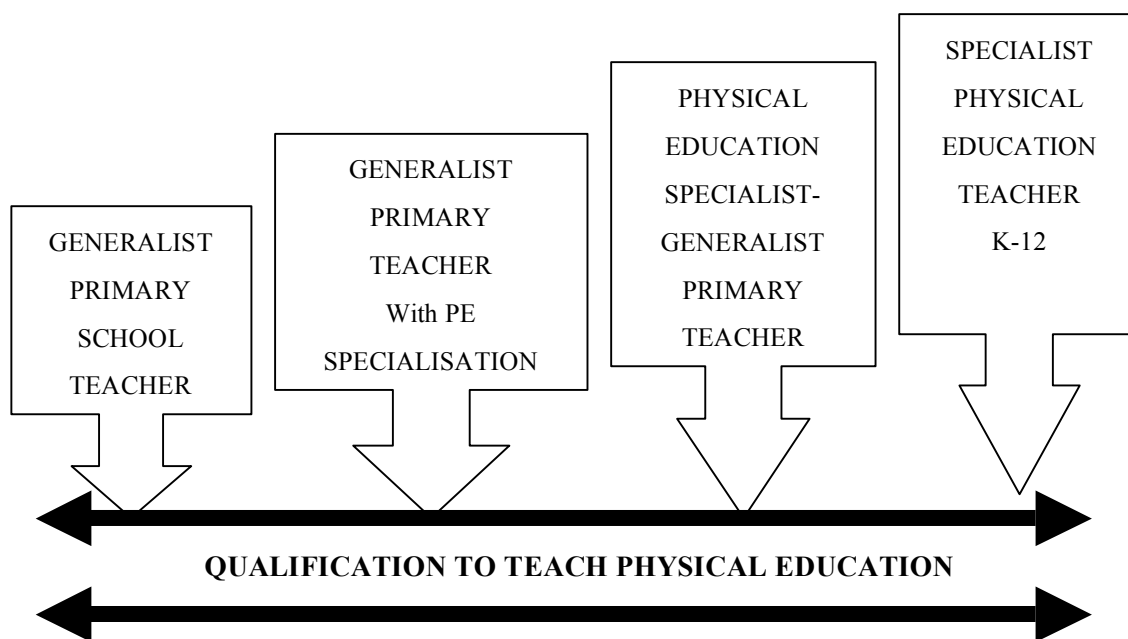 GENERALIST
PRIMARY
SCHOOL
TEACHER
GENERALIST
PRIMARY
TEACHER
With PE
SPECIALISATION
PHYSICAL
EDUCATION
SPECIALIST-
GENERALIST
PRIMARY
TEACHER
SPECIALIST
PHYSICAL
EDUCATION
TEACHER
K-12
QUALIFICATION TO TEACH PHYSICAL EDUCATION